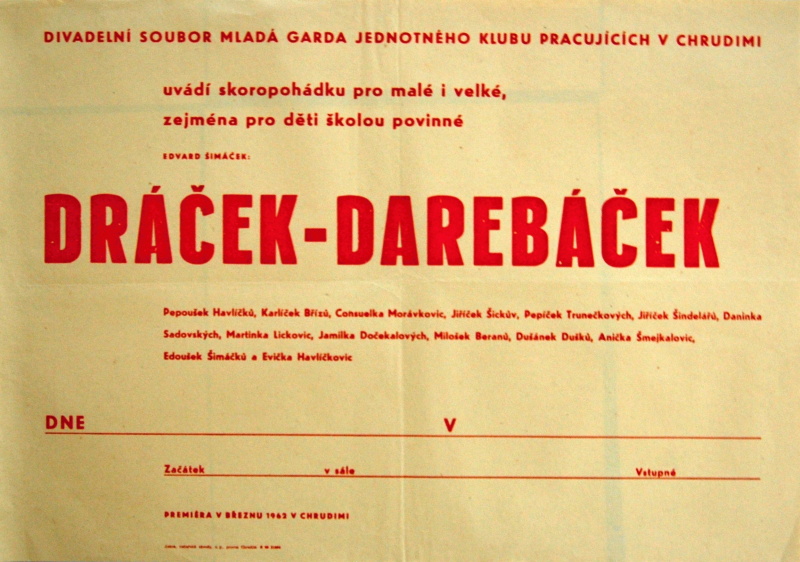 DIVADELNÍ SOUBOR MLADÁ GARDA JEDNOTNÉHO KLUBU PRACUJÍCÍCH V CHRUDIMI
uvádí skoropohádku pro malé i velké,
zejména pro děti školou povinné
EDVARD ŠIMÁČEK:
DRÁČEK-DAREBÁČEK
Pepoušek Havlíčků, Karlíček Břízů, Consuelka Morávkovic, Jiříček Šickův, Pepíček Trunečkových, Jiříček Šindelářů, Daninka
Sadovských, Martinka Lickovic, Jamilka Dočekalových, Milošek Beranů, Dušánek Dušků, Anička Šmejkalovic,
Edoušek Šimáčků a Evička Havlíčkovic
DNE V
Začátek v sále Vstupné
PREMIÉRA V BŘEZNU 1962 V CHRUDIMI